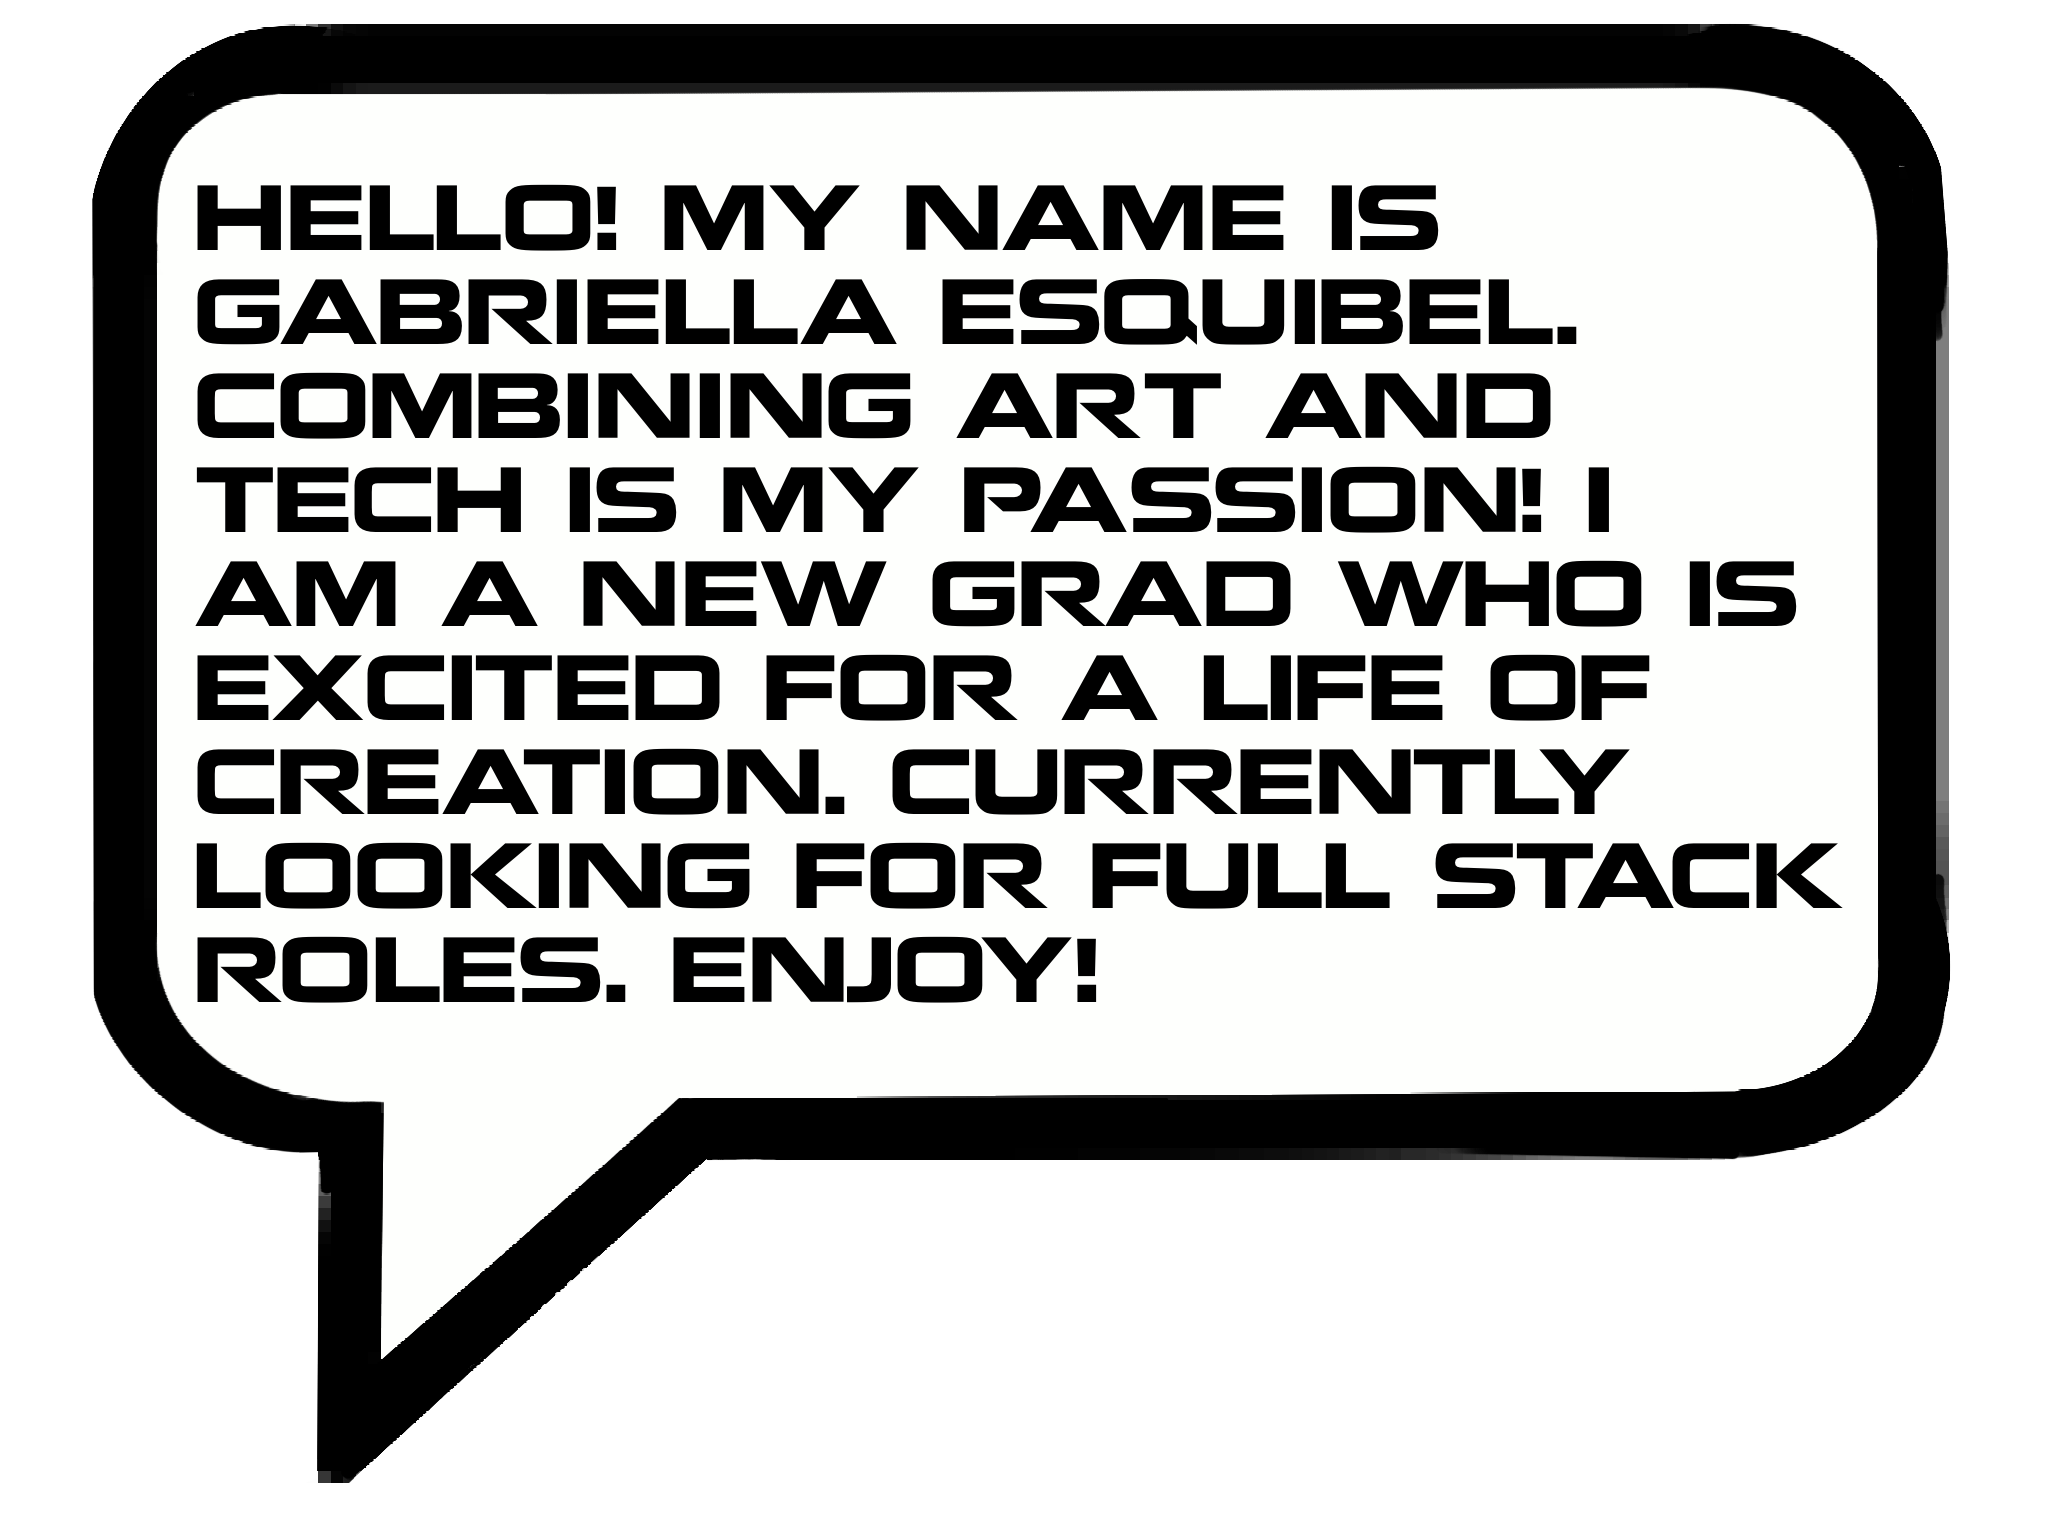 HELLO! MY NAME IS
GABRIELLA ESQUIBEL.
COMBINING ART AND
TECH IS MY PASSION! I
AM A NEW GRAD WHO IS
EXCITED FOR A LIFE OF
CREATION. CURRENTLY
LOOKING FOR FULL STACK
ROLES. ENJOY!